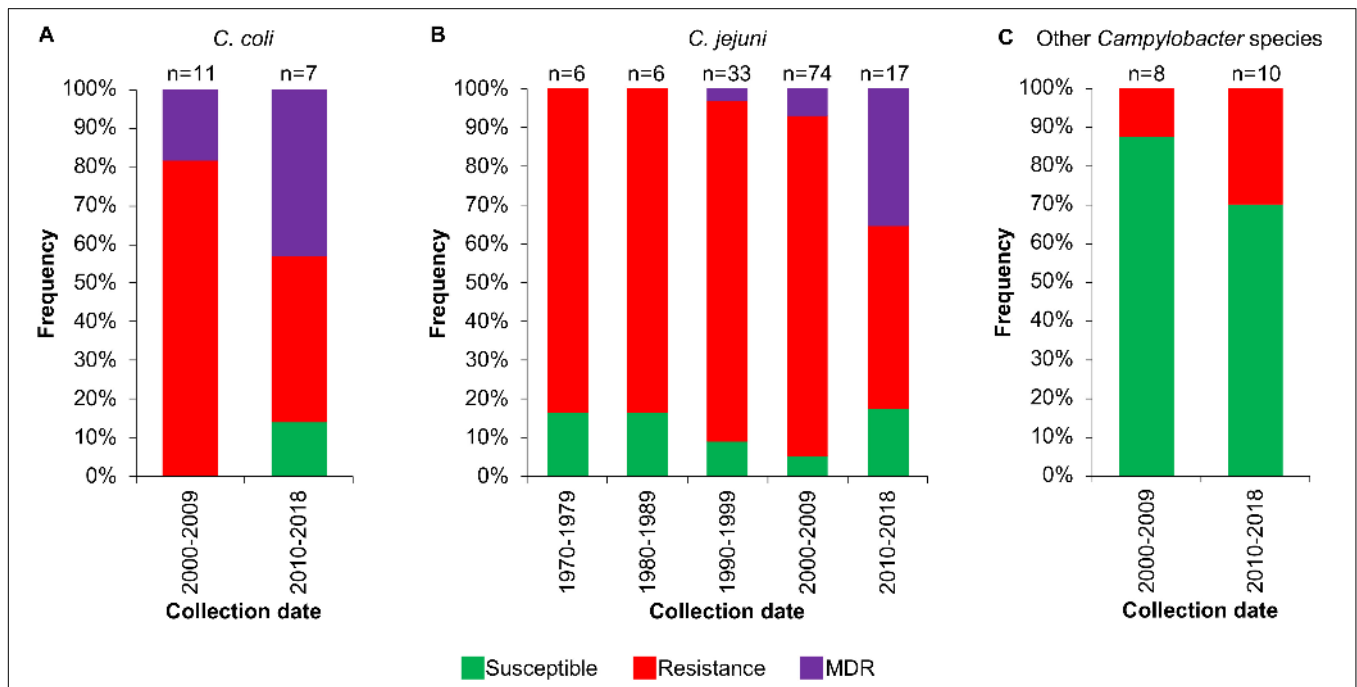 A
C. coli
n=11 n=7
100%
90%
80%
70%
60%
50%
40%
30%
20%
10%
0%
Frequency
2000-2009
2010-2018
Collection date
B
C. jejuni
n=6 n=6 n=33 n=74 n=17
100%
90%
80%
70%
60%
50%
40%
30%
20%
10%
0%
Frequency
1970-1979
1980-1989
1990-1999
2000-2009
2010-2018
Collection date
C Other Campylobacter species
n=8 n=10
100%
90%
80%
70%
60%
50%
40%
30%
20%
10%
0%
Frequency
2000-2009
2010-2018
Collection date
Susceptible Resistance MDR